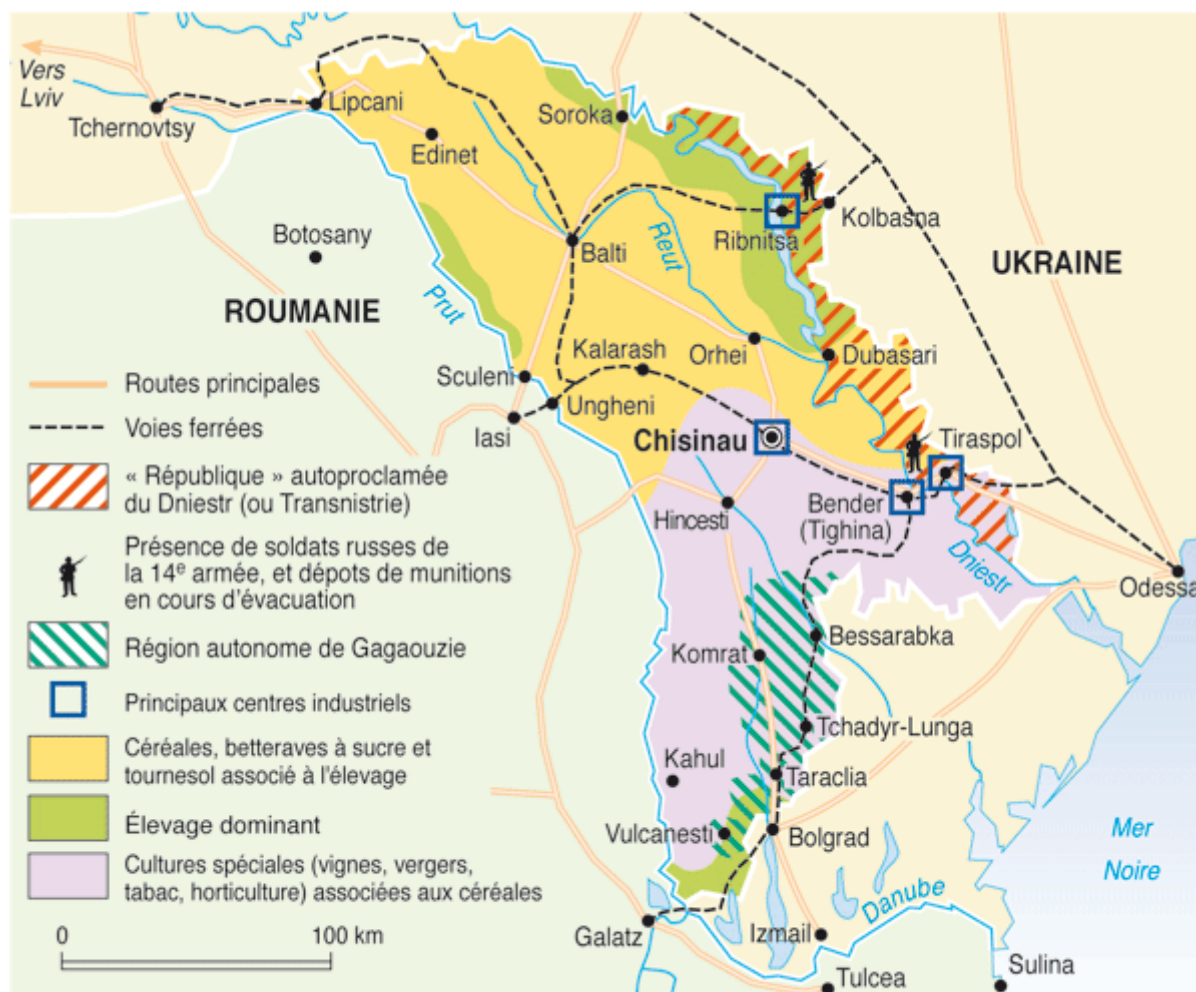 Vers
Lviv
Tchernovtsy
Lipcani
Edinet
Soroka
Kolbasna
Ribnitsa
Botosany
Balti
Reut
UKRAINE
ROUMANIE
Prut
Orhei
Dubasari
Kalarash
Sculeni
Ungheni
Iasi
Chisinau
Tiraspol
Bender
(Tighina)
Hincesti
Dniestr
Odessa
Bessarabka
Komrat
Tchadyr-Lunga
Kahul
Taraclia
Vulcanesti
Bolgrad
Mer
Noire
Danube
Galatz
Izmail
Tulcea
Sulina
Routes principales
Voies ferrées
« République » autoproclamée
du Dniestr (ou Transnistrie)
Présence de soldats russes de
la 14e armée, et dépots de munitions
en cours d'évacuation
Région autonome de Gagaouzie
Principaux centres industriels
Céréales, betteraves à sucre et
tournesol associé à l'élevage
Élevage dominant
Cultures spéciales (vignes, vergers,
tabac, horticulture) associées aux céréales
0 100 km